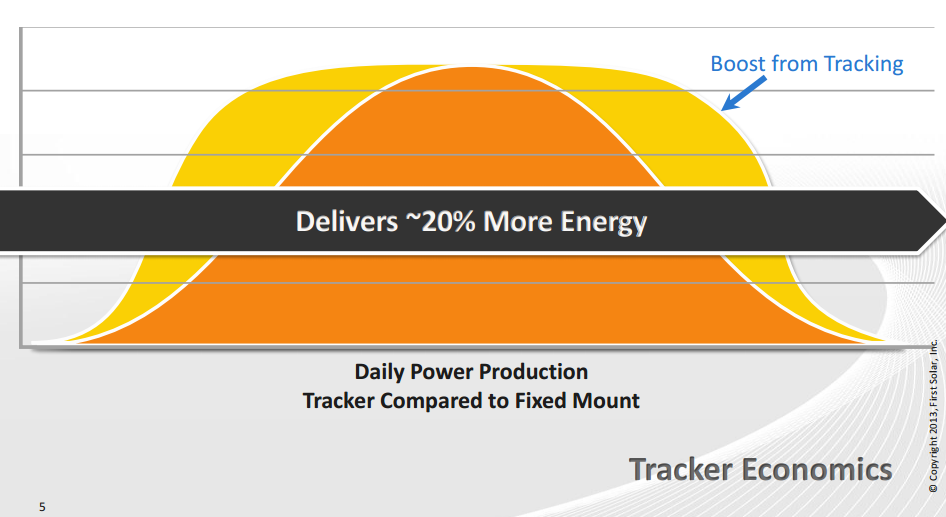 Boost from Tracking
Delivers ~20% More Energy
Daily Power Production
Tracker Compared to Fixed Mount
Tracker Economics
© Copyright 2013, First Solar, Inc.
5